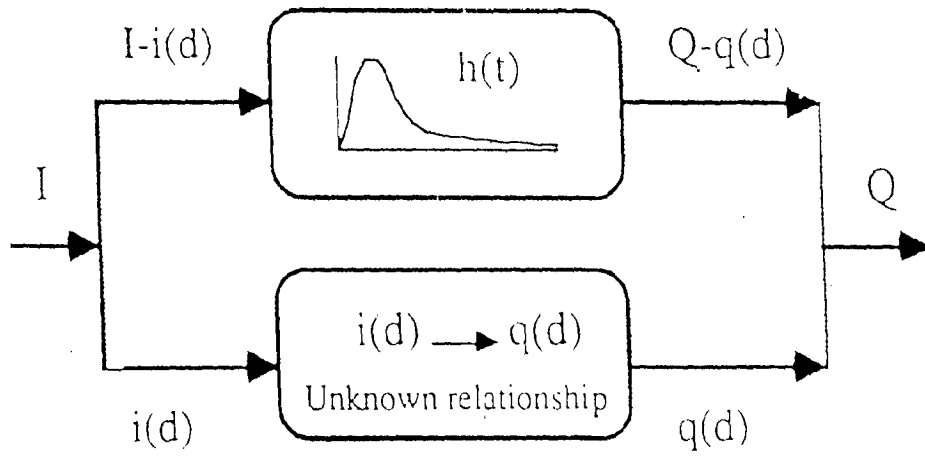 I-i(d)
h(t)
Q-q(d)
I
Q
i(d) → q(d)
Unknown relationship
i(d)
q(d)